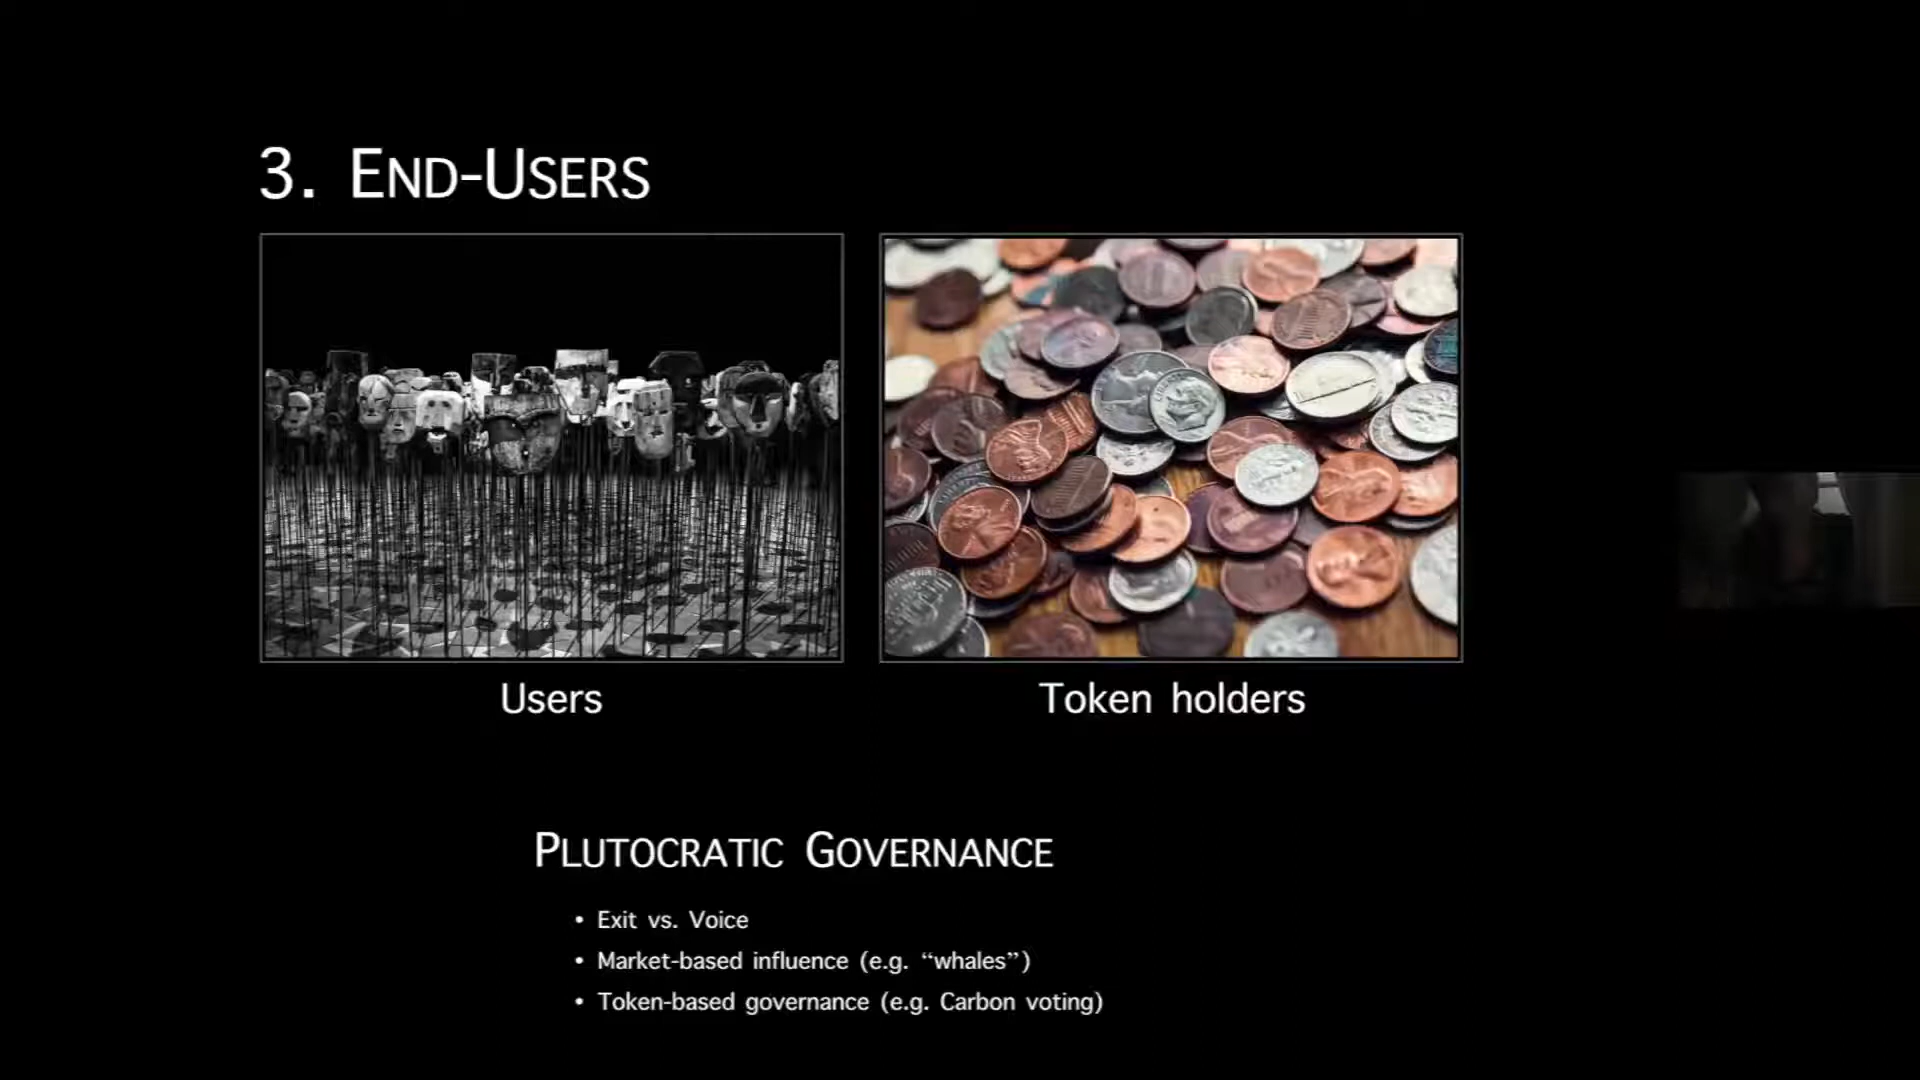 3. END-USERS
Users
Token holders
PLUTOCRATIC GOVERNANCE
• Exit vs. Voice
• Market-based influence (e.g. “whales”)
• Token-based governance (e.g. Carbon voting)